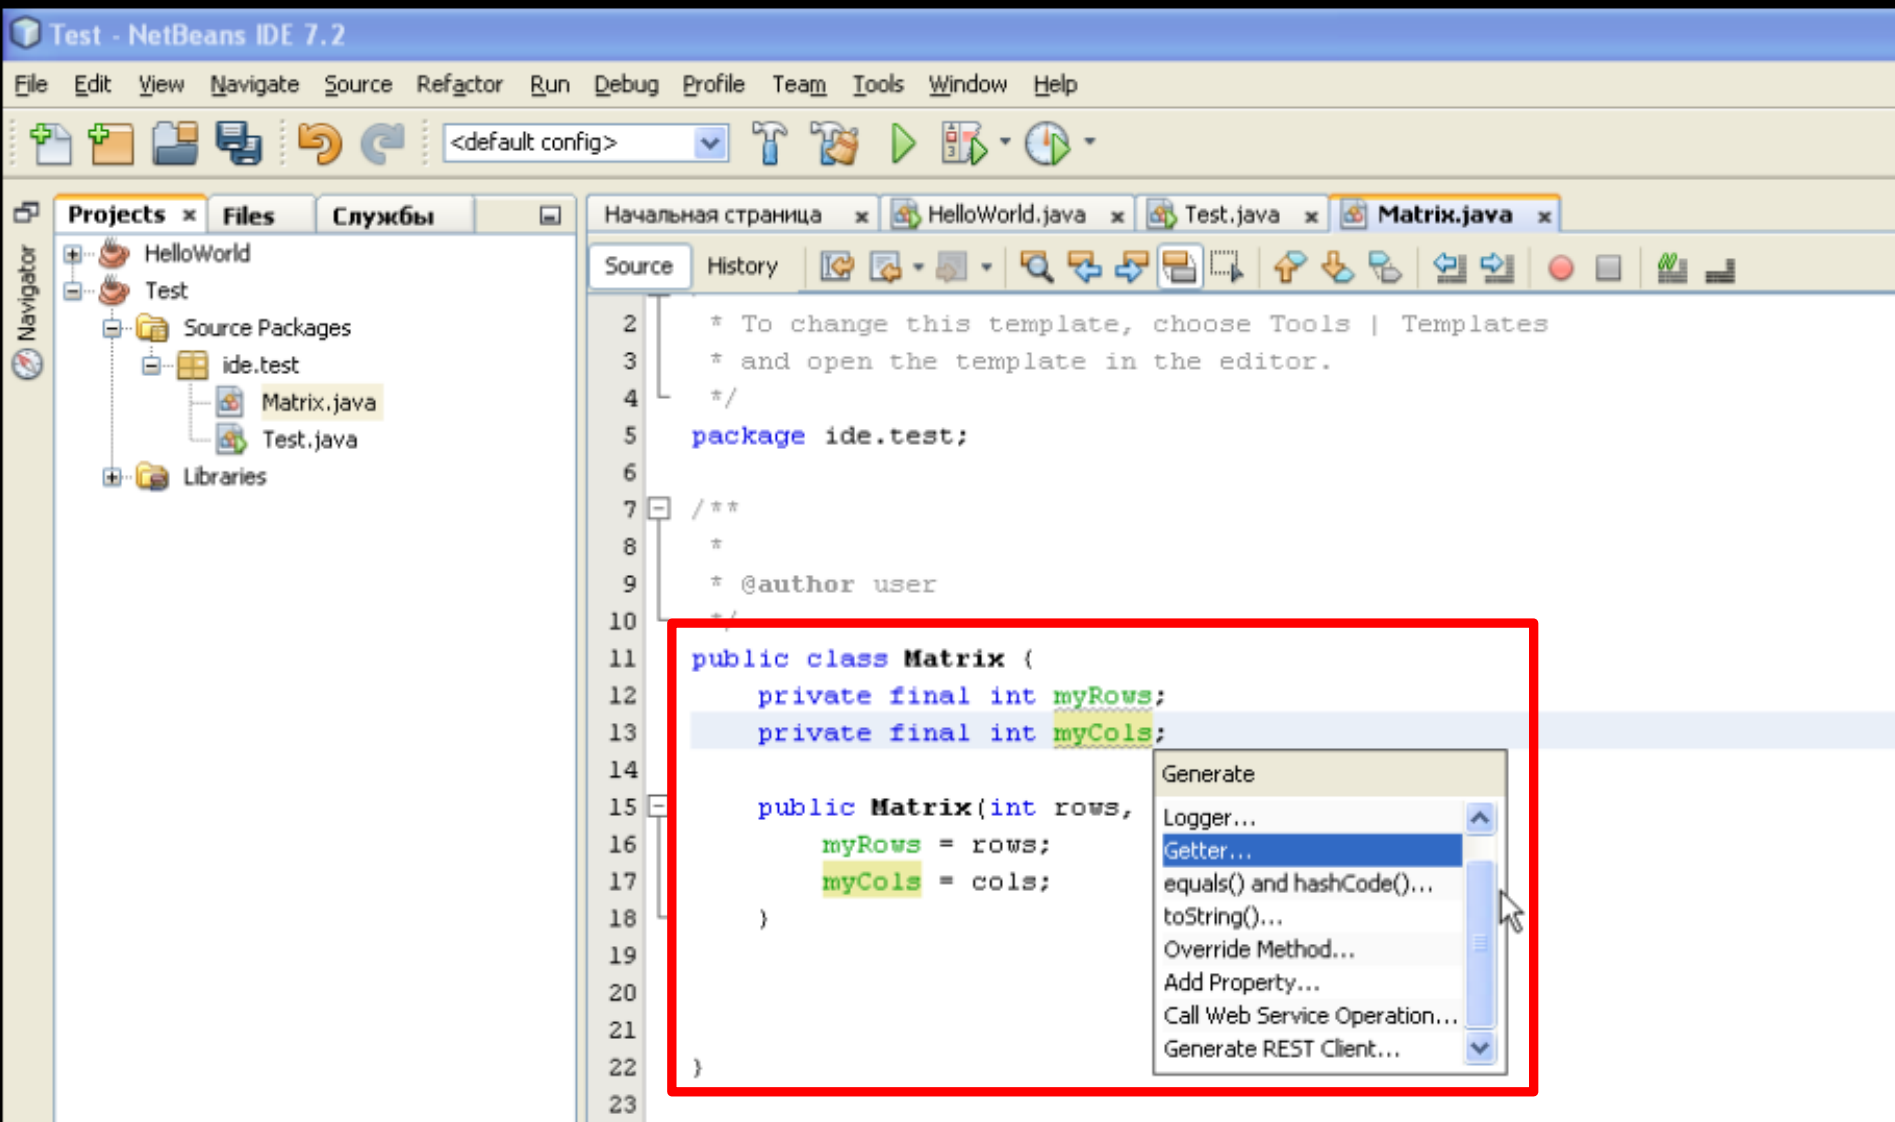 Test - NetBeans IDE 7.2
File Edit View Navigate Source Refactor Run Debug Profile Team Tools Window Help
<default config>
Navigator
Projects Files Службы
HelloWorld
Test
Source Packages
ide.test
Matrix.java
Test.java
Libraries
Начальная страница HelloWorld.java Test.java Matrix.java
Source History
2 * To change this template, choose Tools | Templates
3 * and open the template in the editor.
4 */
5 package ide.test;
6
7 /**
8 *
9 * @author user
10 */
11 public class Matrix {
12 private final int myRows;
13 private final int myCols;
14
15 public Matrix(int rows,
16 myRows = rows;
17 myCols = cols;
18 }
19
20
21
22 }
23
Generate
Logger...
Getter...
equals() and hashCode()...
toString()...
Override Method...
Add Property...
Call Web Service Operation...
Generate REST Client...